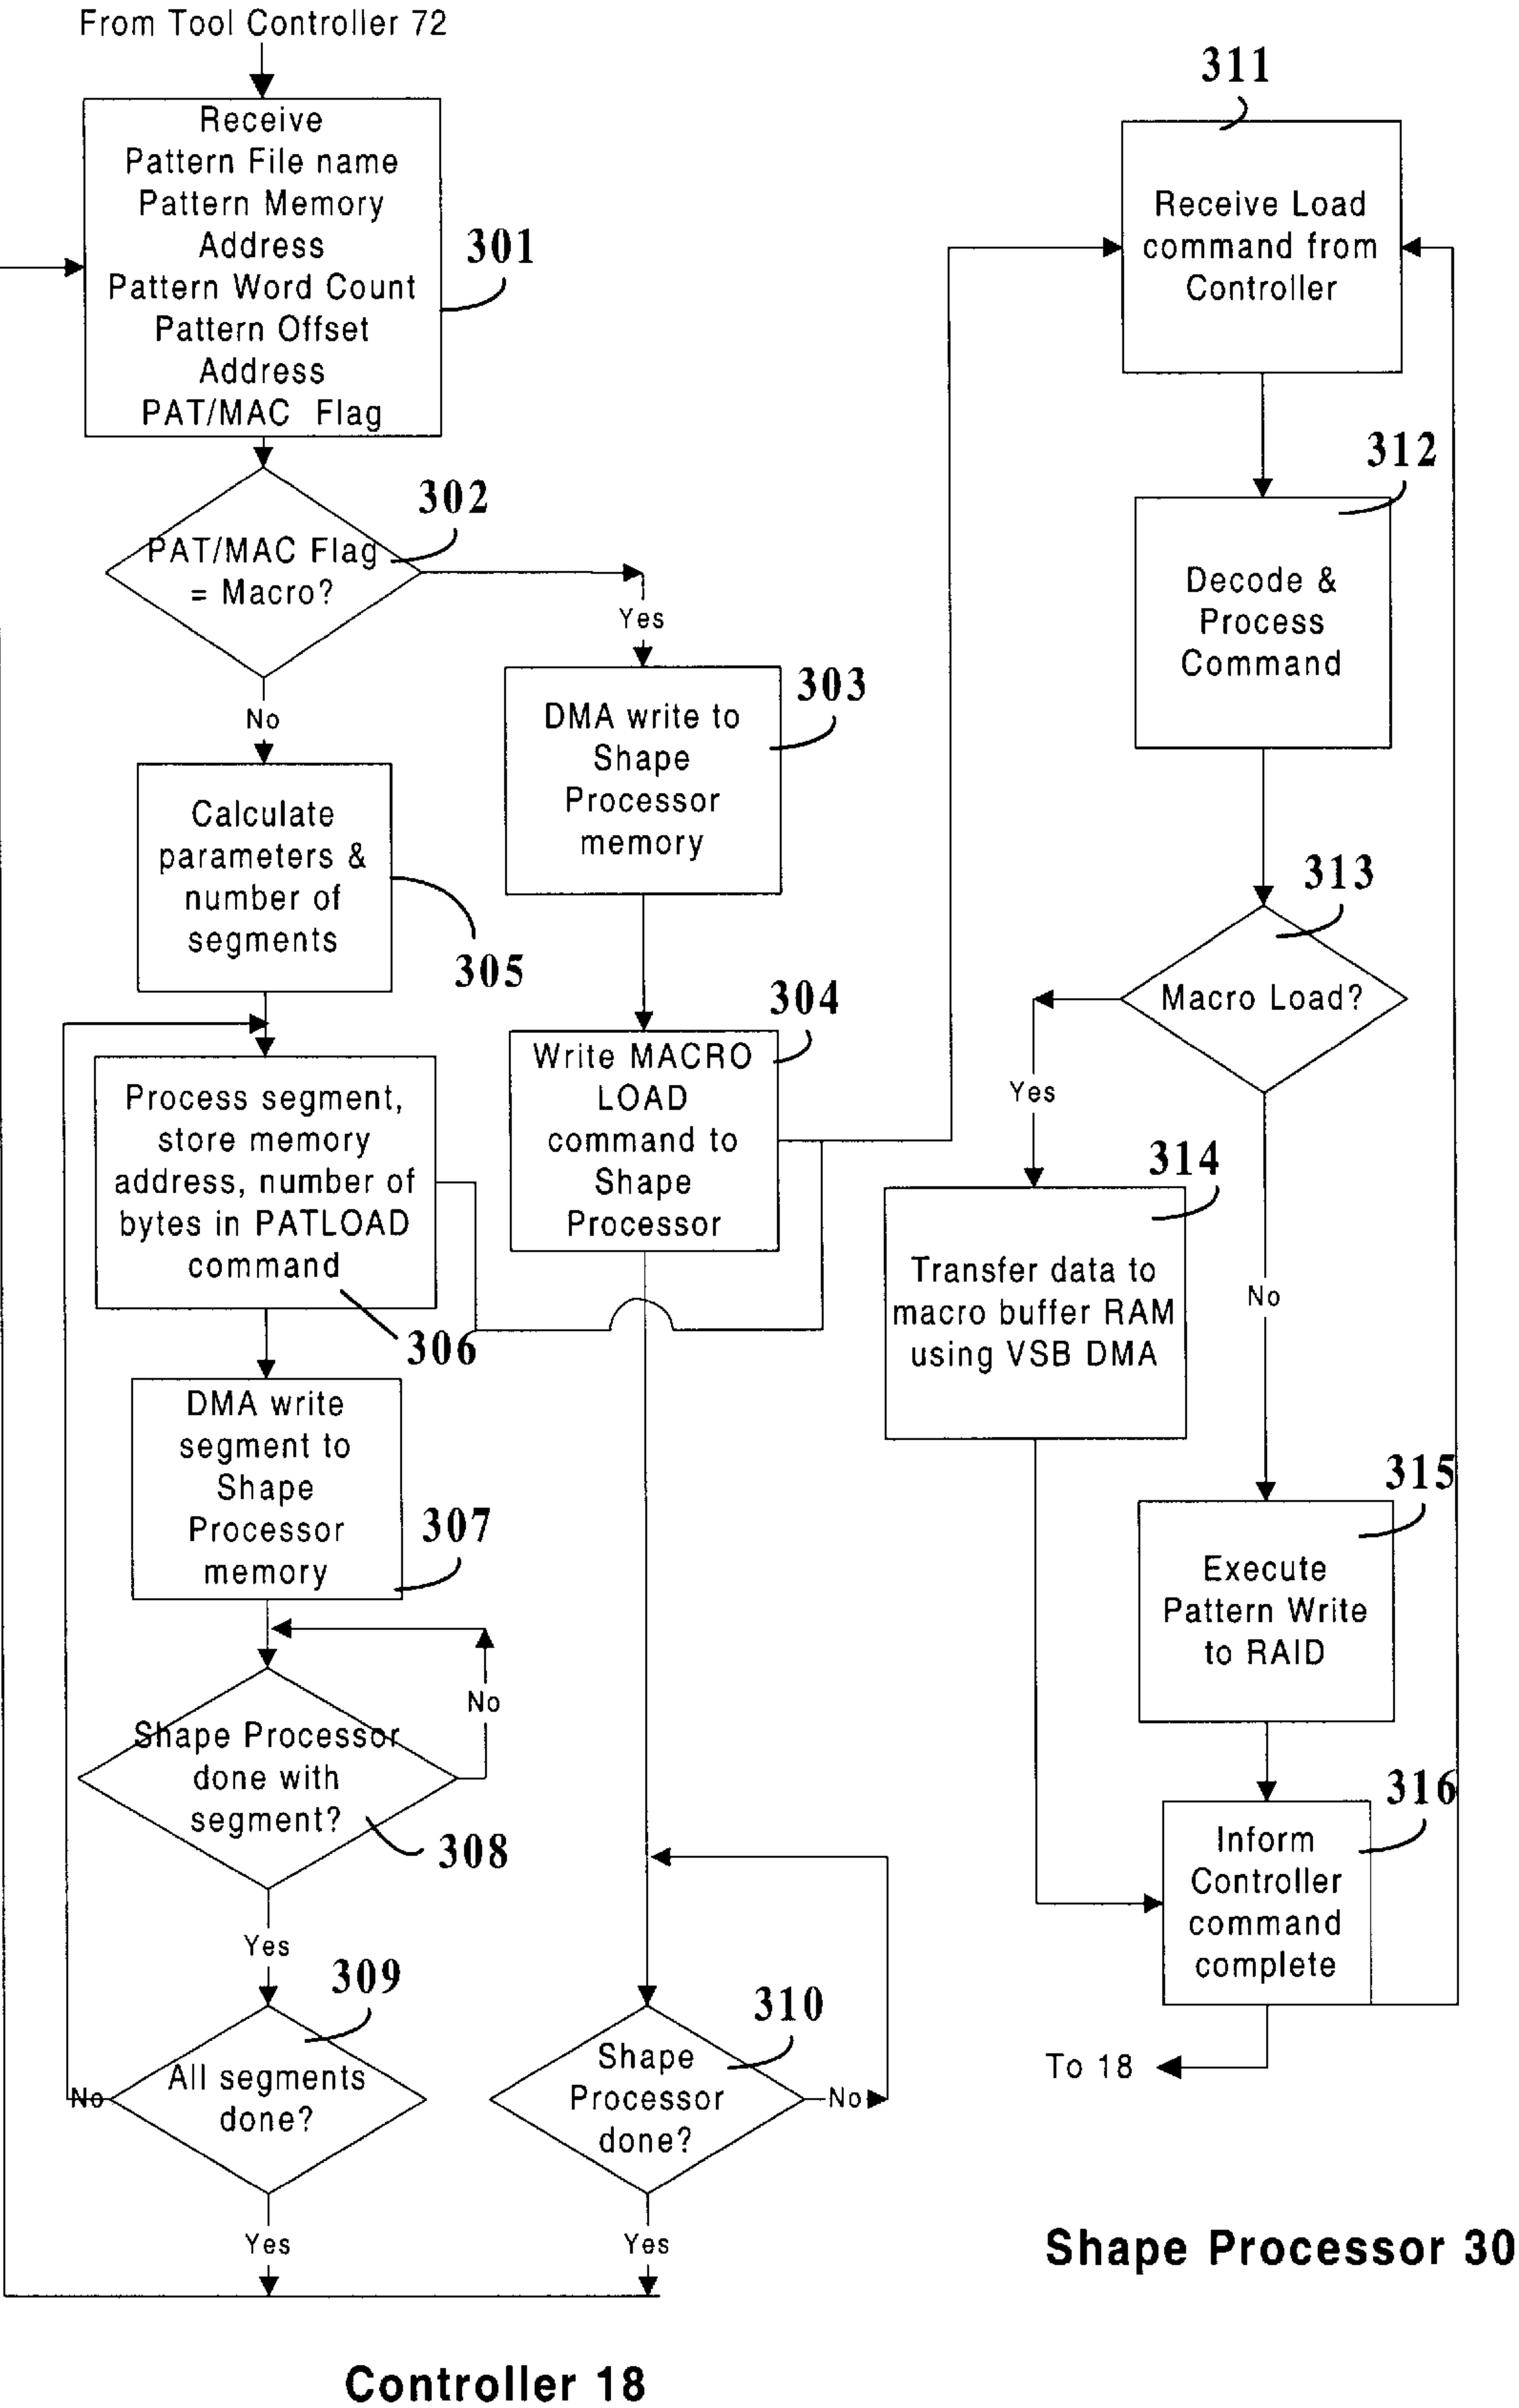 From Tool Controller 72
Receive
Pattern File name
Pattern Memory
Address
Pattern Word Count
Pattern Offset
Address
PAT/MAC Flag
301
PAT/MAC Flag
= Macro?
302
Yes
No
DMA write to
Shape
Processor
memory
303
Write MACRO
LOAD
command to
Shape
Processor
304
Calculate
parameters &
number of
segments
305
Process segment,
store memory
address, number of
bytes in PATLOAD
command
306
DMA write
segment to
Shape
Processor
memory
307
Shape Processor
done with
segment?
308
No
Yes
All segments
done?
309
No
Yes
Shape
Processor
done?
310
No
Yes
Controller 18
311
Receive Load
command from
Controller
312
Decode &
Process
Command
313
Macro Load?
Yes
No
314
Transfer data to
macro buffer RAM
using VSB DMA
315
Execute
Pattern Write
to RAID
316
Inform
Controller
command
complete
To 18
Shape Processor 30